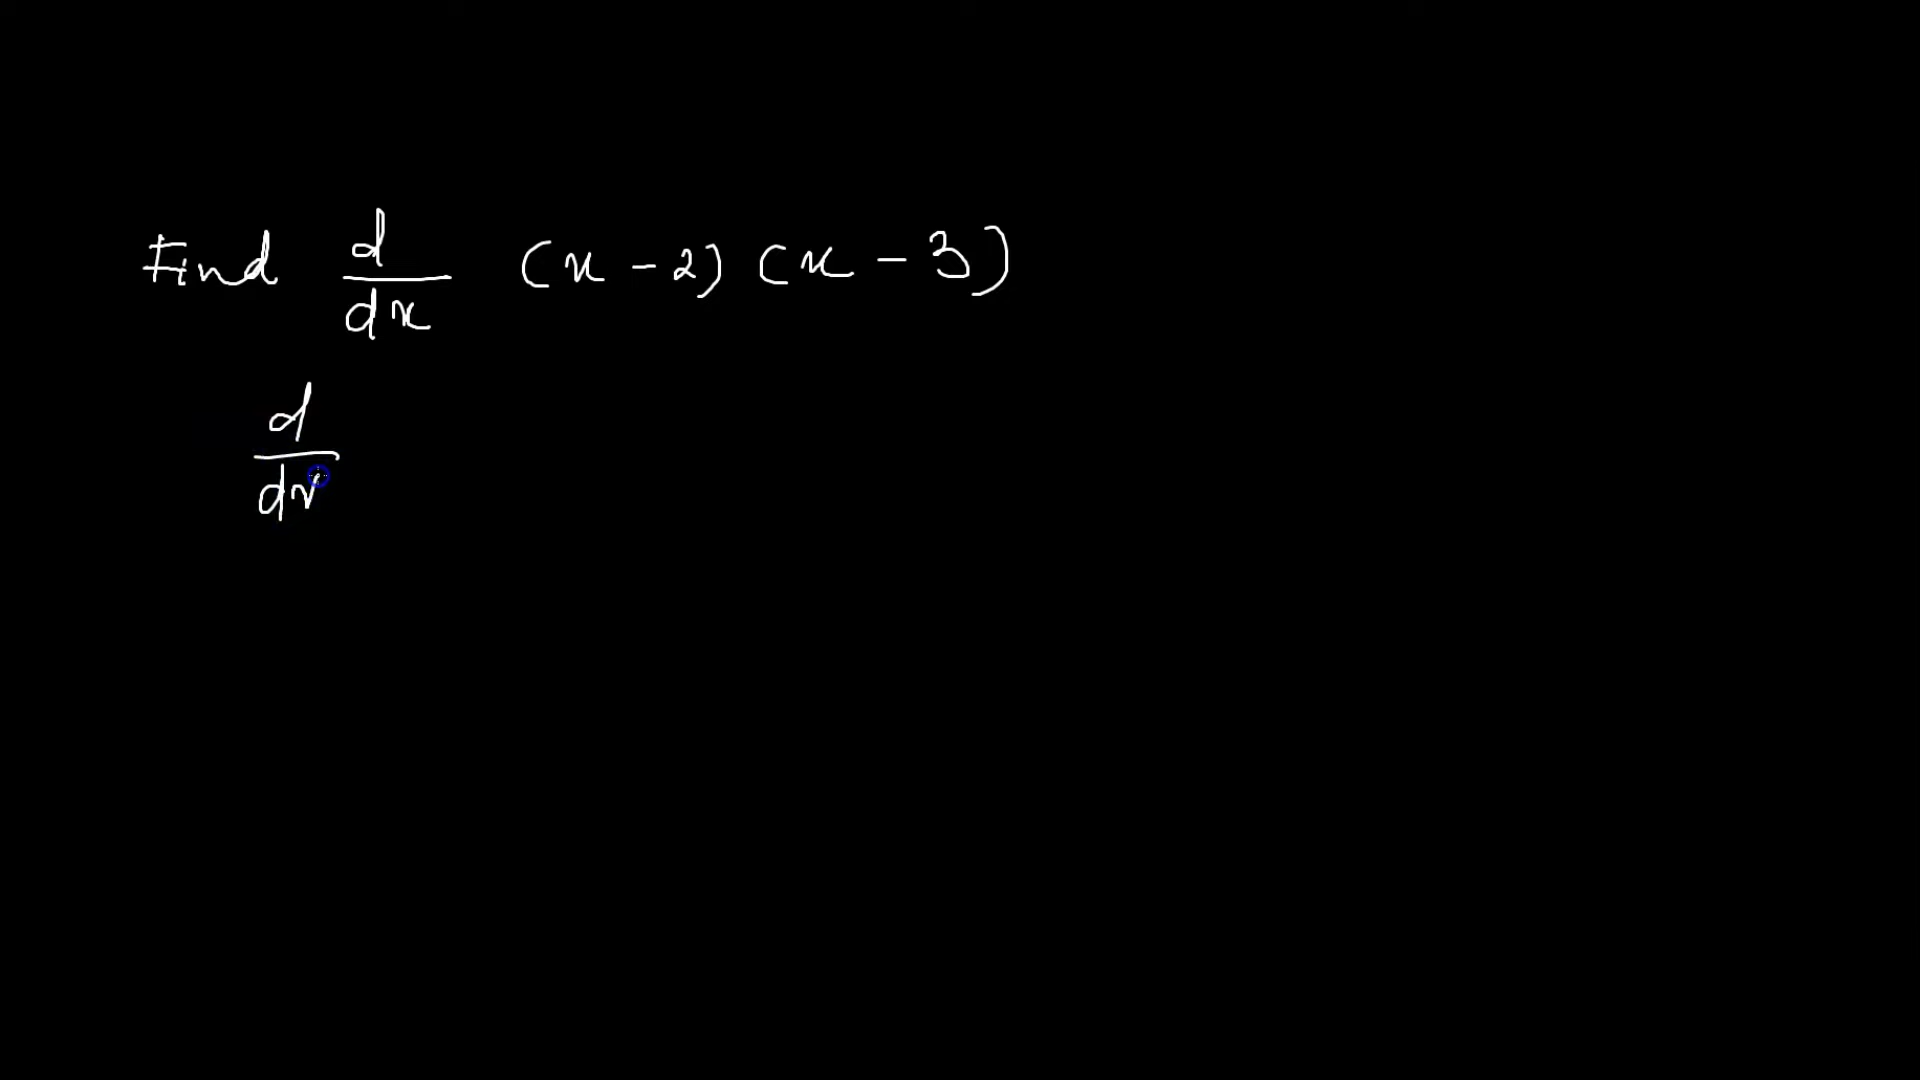 Find d/dx (x - 2) (x - 3)
d/dx